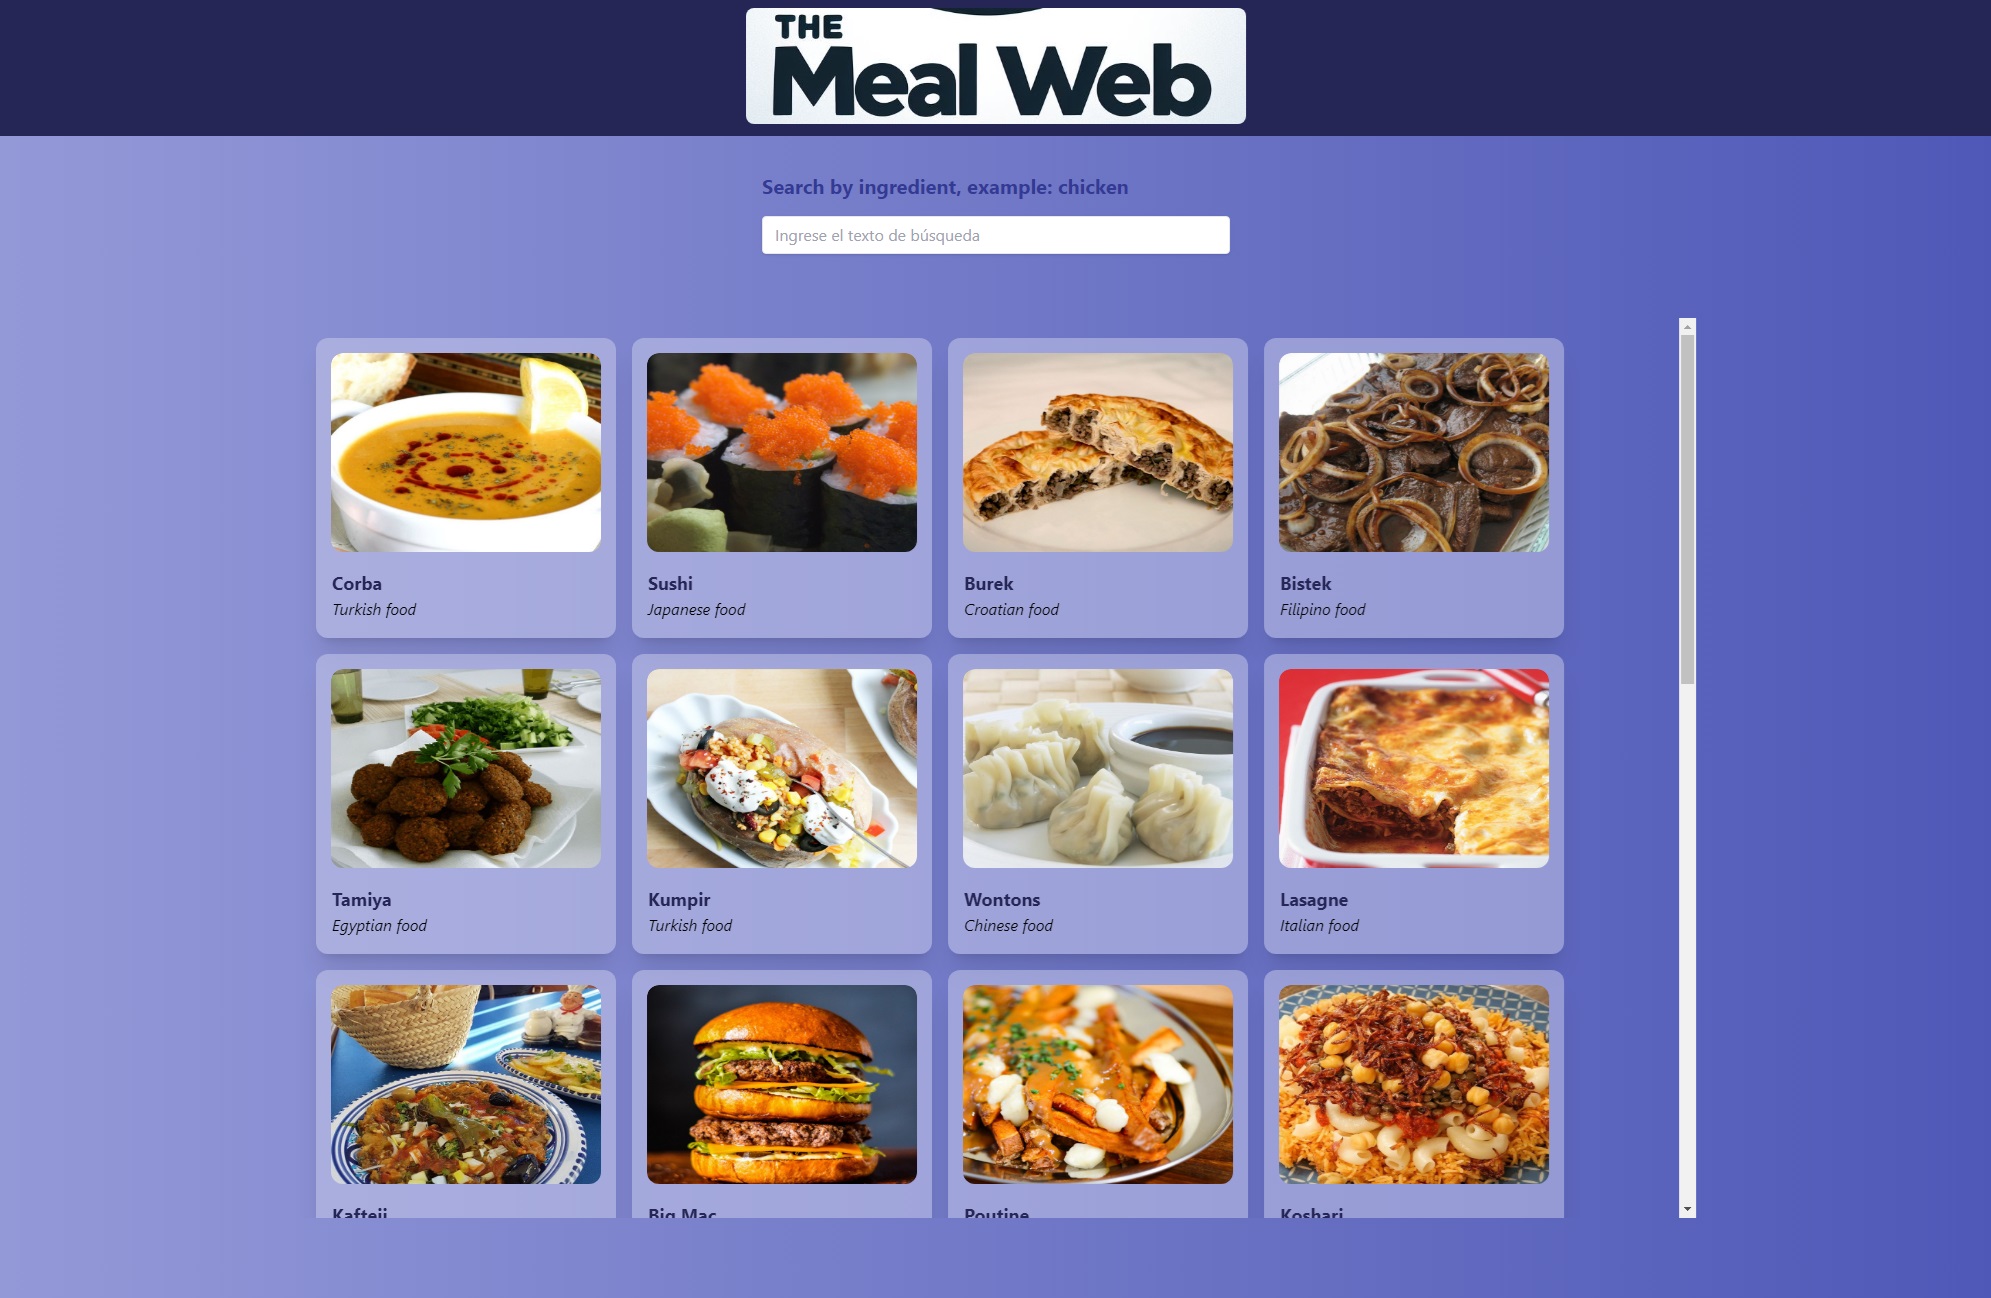 THE
Meal Web
Search by ingredient, example: chicken
Ingrese el texto de búsqueda
Corba
Turkish food
Sushi
Japanese food
Burek
Croatian food
Bistek
Filipino food
Tamiya
Egyptian food
Kumpir
Turkish food
Wontons
Chinese food
Lasagne
Italian food
Kafteji
Big Mac
Poutine
Koshari